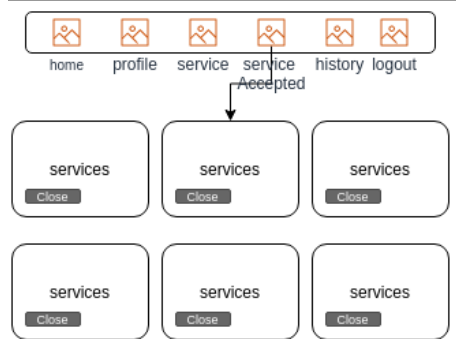 home profile service service history logout
Accepted
services services services
Close Close Close
services services services
Close Close Close